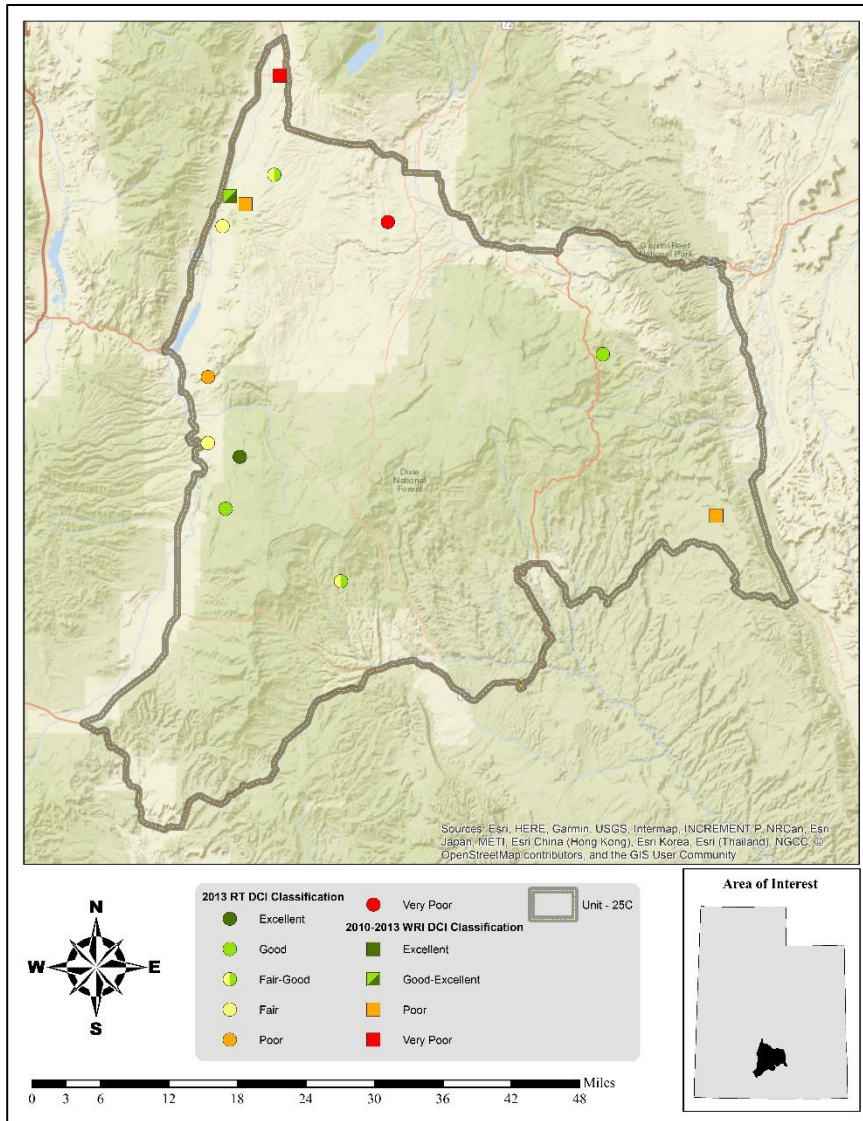 72
Capitol Reef
National Park
Dixie
National
Forest
Sources: Esri, HERE, Garmin, USGS, Intermap, INCREMENT P, NRCan, Esri
Japan, METI, Esri China (Hong Kong), Esri Korea, Esri (Thailand), NGCC, ©
OpenStreetMap contributors, and the GIS User Community
N
W
E
S
2013 RT DCI Classification
Excellent
Good
Fair-Good
Fair
Poor
Very Poor
2010-2013 WRI DCI Classification
Excellent
Good-Excellent
Poor
Very Poor
Unit - 25C
Area of Interest
Miles
0 3 6 12 18 24 30 36 42 48